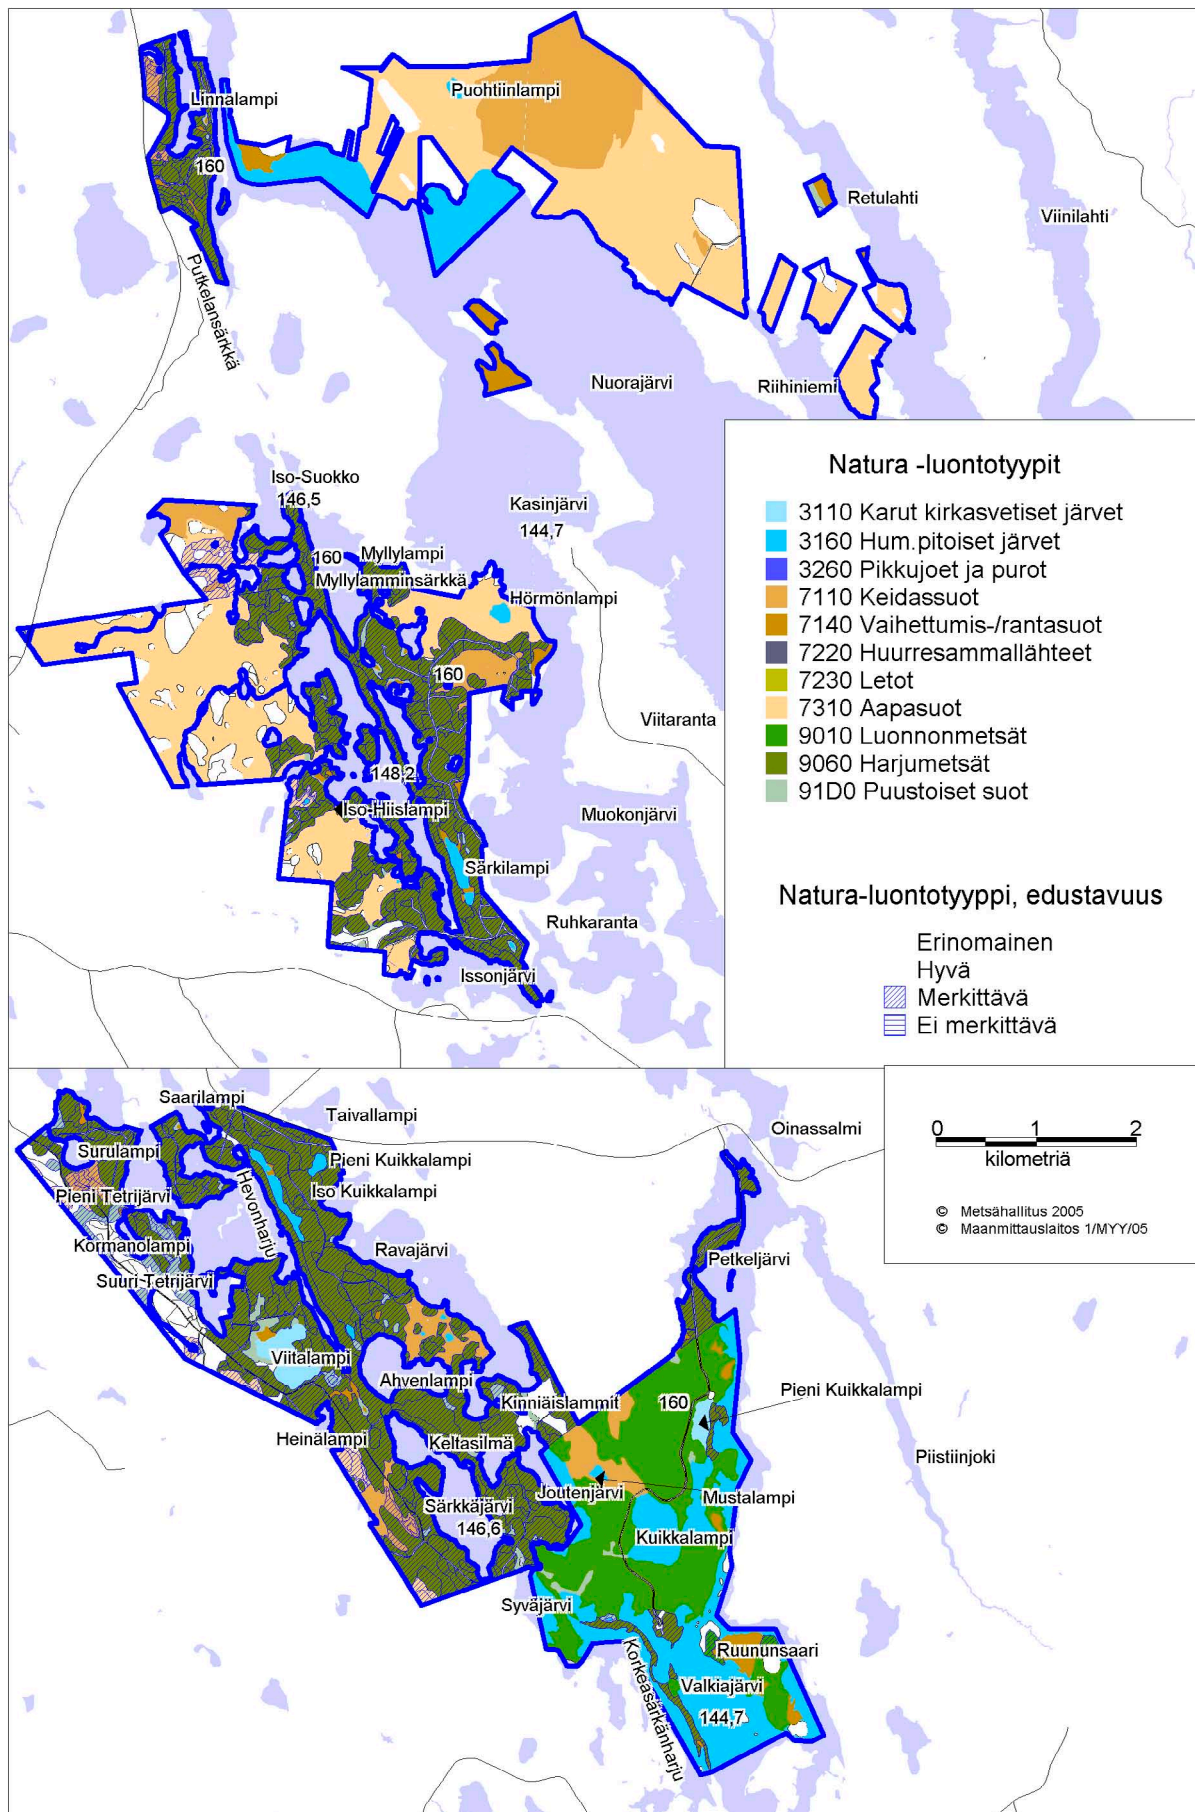 Linnalampi
Puohtiinlampi
160
Retulahti
Viinilahti
Putkelansärkkä
Nuorajärvi
Riihiniemi
Natura -luontotyypit
3110 Karut kirkasvetiset järvet
3160 Hum.pitoiset järvet
3260 Pikkujoet ja purot
7110 Keidassuot
7140 Vaihettumis-/rantasuot
7220 Huurresammallähteet
7230 Letot
7310 Aapasuot
9010 Luonnonmetsät
9060 Harjumetsät
91D0 Puustoiset suot
Natura-luontotyyppi, edustavuus
Erinomainen
Hyvä
Merkittävä
Ei merkittävä
Iso-Suokko
146,5
Kasinjärvi
144,7
160
Myllylampi
Myllylamminsärkkä
Hörmönlampi
160
Viitaranta
148,2
Iso-Hiislampi
Muokonjärvi
Särkilampi
Ruhkaranta
Issonjärvi
0 1 2
kilometriä
© Metsähallitus 2005
© Maanmittauslaitos 1/MYY/05
Saarilampi
Taivallampi
Oinassalmi
Surulampi
Pieni Kuikkalampi
Pieni Tetrijärvi
Hevonharju
Iso Kuikkalampi
Kormanolampi
Ravajärvi
Petkeljärvi
Suuri-Tetrijärvi
Viitalampi
Ahvenlampi
Pieni Kuikkalampi
Kinniäislammit
160
Heinälampi
Keltasilmä
Piistiinjoki
Joutenjärvi
Mustalampi
Särkkäjärvi
146,6
Kuikkalampi
Syväjärvi
Korkeasärkänharju
Ruununsaari
Valkiajärvi
144,7